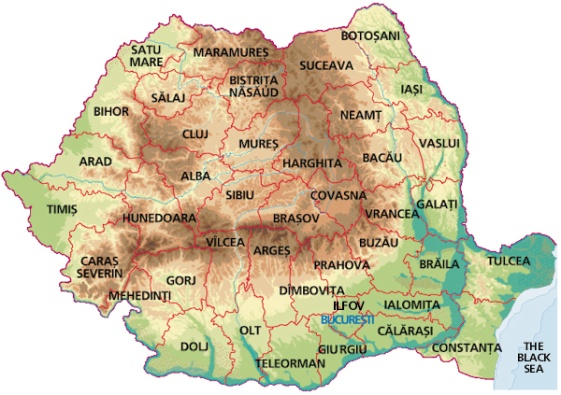 BOTOȘANI
SATU
MARE
MARAMUREȘ
SUCEAVA
BISTRIȚA
NĂSĂUD
IAȘI
SĂLAJ
BIHOR
NEAMȚ
CLUJ
MUREȘ
VASLUI
ARAD
HARGHITA
BACĂU
ALBA
SIBIU
COVASNA
TIMIȘ
HUNEDOARA
BRASOV
VRANCEA
GALAȚI
VÎLCEA
ARGEȘ
BUZĂU
CARAȘ
SEVERIN
PRAHOVA
BRĂILA
TULCEA
GORJ
MEHEDINȚI
DÎMBOVIȚA
ILFOV
IALOMIȚA
BUCUREȘTI
OLT
CĂLĂRAȘI
DOLJ
GIURGIU
CONSTANȚA
TELEORMAN
THE
BLACK
SEA